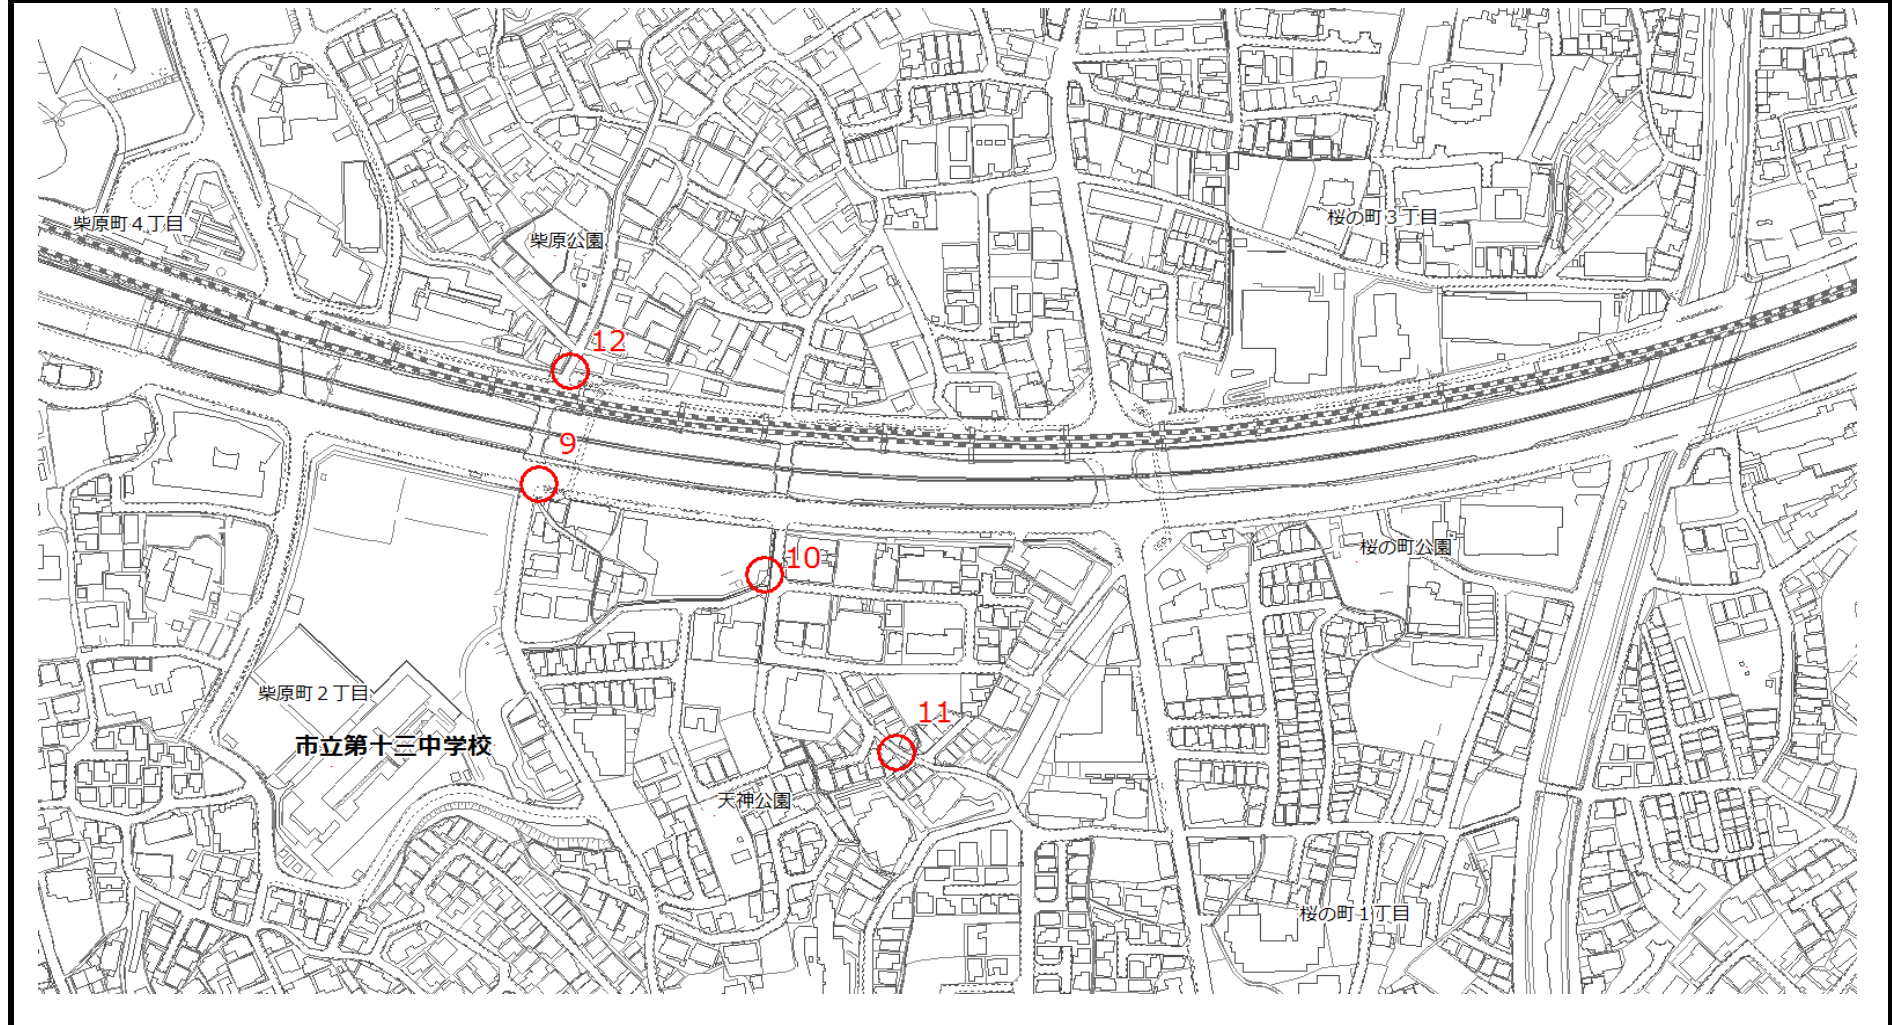 桜の町３丁目
柴原町４丁目
柴原公園
12
9
桜の町公園
10
柴原町２丁目
11
市立第十三中学校
天神公園
桜の町１丁目